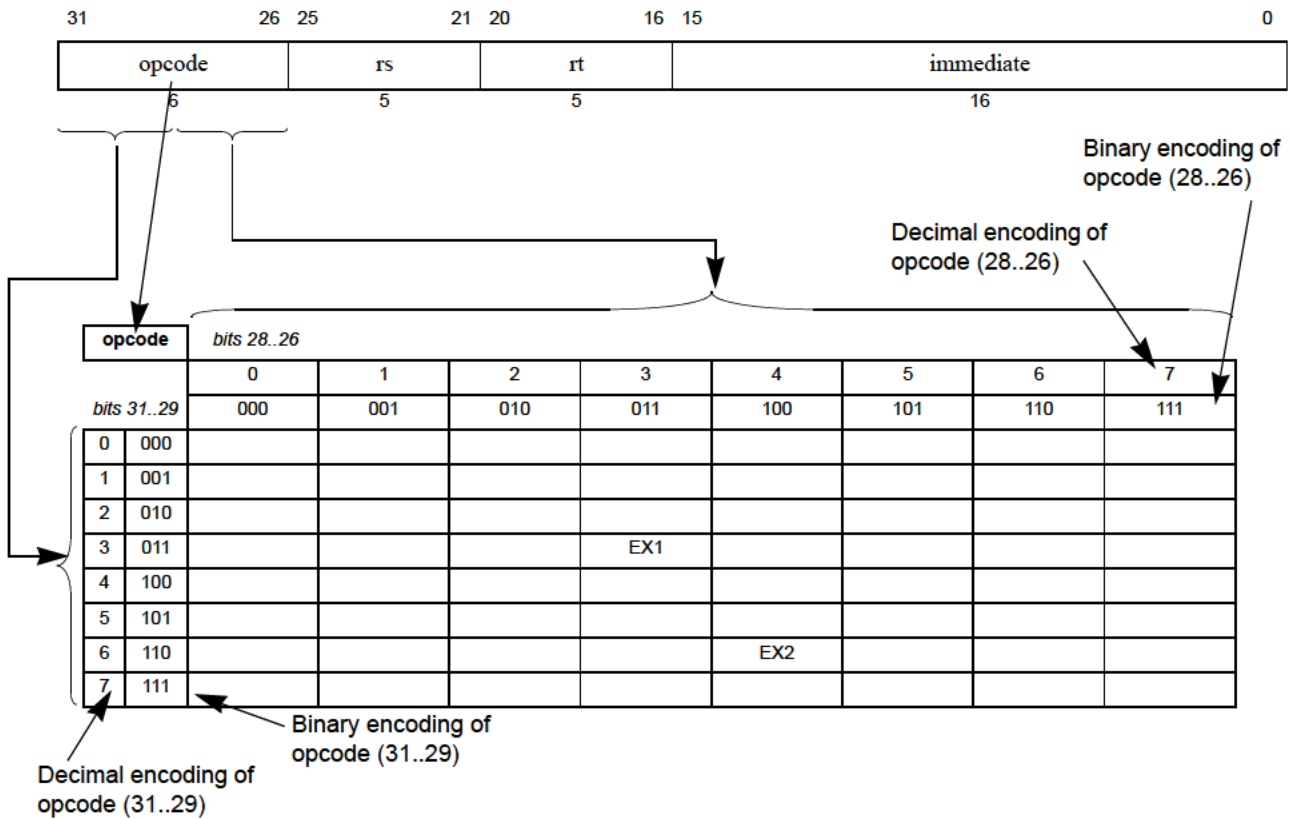 31 26 25 21 20 16 15 0
opcode rs rt immediate
6 5 5 16
Binary encoding of
opcode (28..26)
Decimal encoding of
opcode (28..26)
opcode bits 28..26
0 1 2 3 4 5 6 7
bits 31..29 000 001 010 011 100 101 110 111
0 000
1 001
2 010
3 011 EX1
4 100
5 101
6 110 EX2
7 111
Binary encoding of
opcode (31..29)
Decimal encoding of
opcode (31..29)